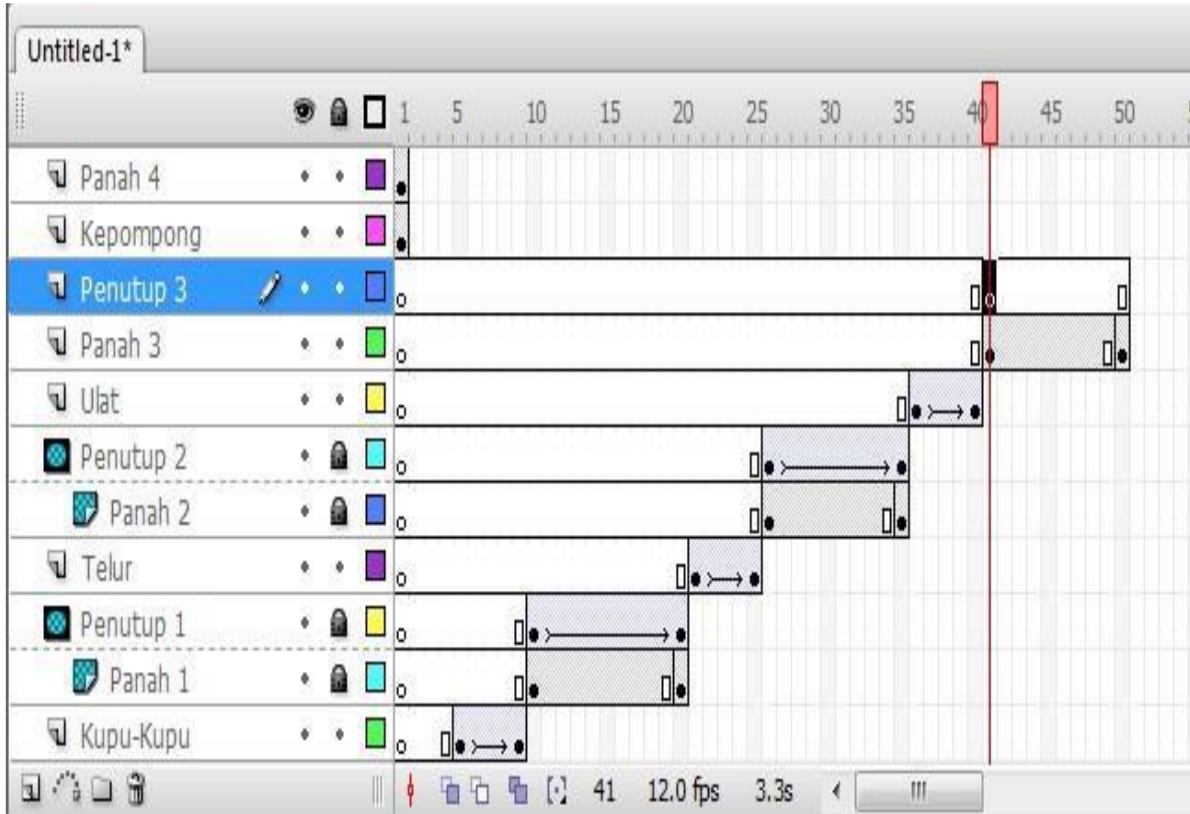 Untitled-1*
1 5 10 15 20 25 30 35 40 45 50
Panah 4
Kepompong
Penutup 3
Panah 3
Ulat
Penutup 2
Panah 2
Telur
Penutup 1
Panah 1
Kupu-Kupu
41 12.0 fps 3.3s